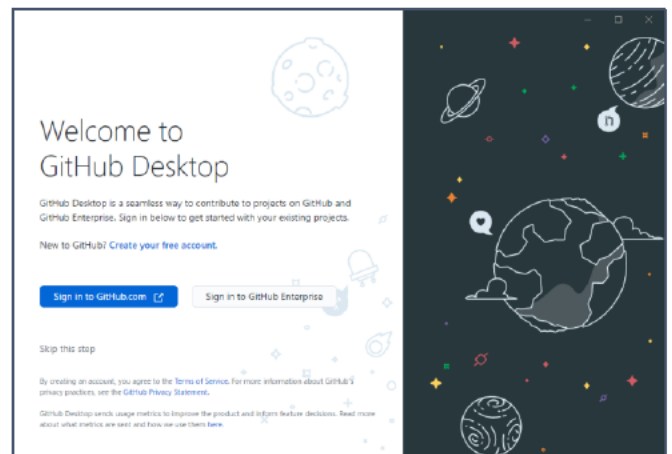 Welcome to
GitHub Desktop
GitHub Desktop is a seamless way to contribute to projects on GitHub and
GitHub Enterprise. Sign in below to get started with your existing projects.
New to GitHub? Create your free account.
Sign in to GitHub.com
Sign in to GitHub Enterprise
Skip this step
By creating an account, you agree to the Terms of Service. For more information about GitHub's
privacy practices, see the GitHub Privacy Statement.
GitHub Desktop sends usage metrics to improve the product and inform feature decisions. Read more
about what metrics are sent and how we use them here.
n